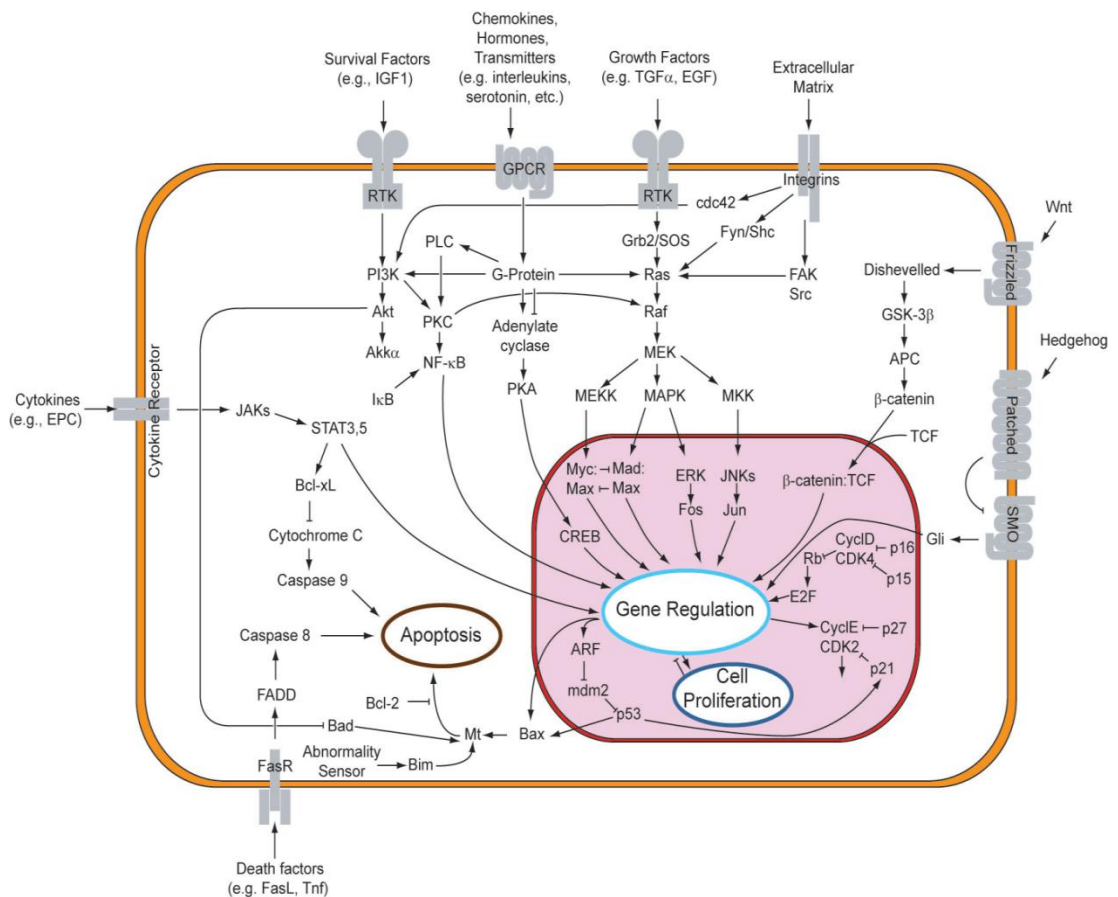 Chemokines,
Hormones,
Transmitters
(e.g. interleukins,
serotonin, etc.)
Survival Factors
(e.g., IGF1)
Growth Factors
(e.g. TGFα, EGF)
Extracellular
Matrix
RTK
GPCR
RTK
Integrins
cdc42
Wnt
PLC
Grb2/SOS
Fyn/Shc
Frizzled
PI3K
G-Protein
Ras
FAK
Src
Dishevelled
Akt
PKC
Adenylate
cyclase
Raf
GSK-3β
Hedgehog
Akkα
NF-κB
MEK
APC
IκB
PKA
MEKK
MAPK
MKK
β-catenin
Patched
Cytokines
(e.g., EPC)
Cytokine Receptor
JAKs
STAT3,5
TCF
Myc:
Max
Mad:
Max
ERK
JNKs
β-catenin:TCF
Bcl-xL
Fos
Jun
SMO
Cytochrome C
CREB
Gli
CyclD
CDK4
p16
Rb
p15
Caspase 9
E2F
Gene Regulation
Caspase 8
Apoptosis
ARF
CyclE
CDK2
p27
p21
FADD
mdm2
Cell
Proliferation
Bcl-2
p53
Bad
Mt
Bax
FasR
Abnormality
Sensor
Bim
Death factors
(e.g. FasL, Tnf)